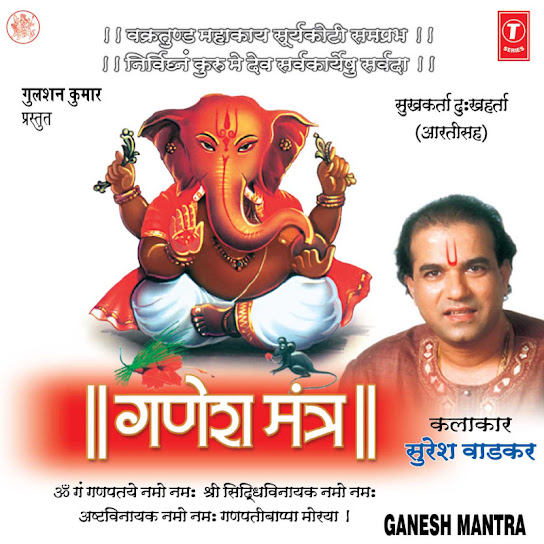 ।। वक्रतुण्ड महाकाय सूर्यकोटी समप्रभ ।।
।। निर्विघ्नं कुरु मे देव सर्वकार्येषु सर्वदा ।।
T
SERIES
गुलशन कुमार
प्रस्तुत
सुखकर्ता दुःखहर्ता
(आरतीसह)
॥ गणेश मंत्र ॥
कलाकार
सुरेश वाडकर
ॐ गं गणपतये नमो नमः श्री सिद्धिविनायक नमो नमः
अष्टविनायक नमो नमः गणपतीबाप्पा मोरया ।
GANESH MANTRA